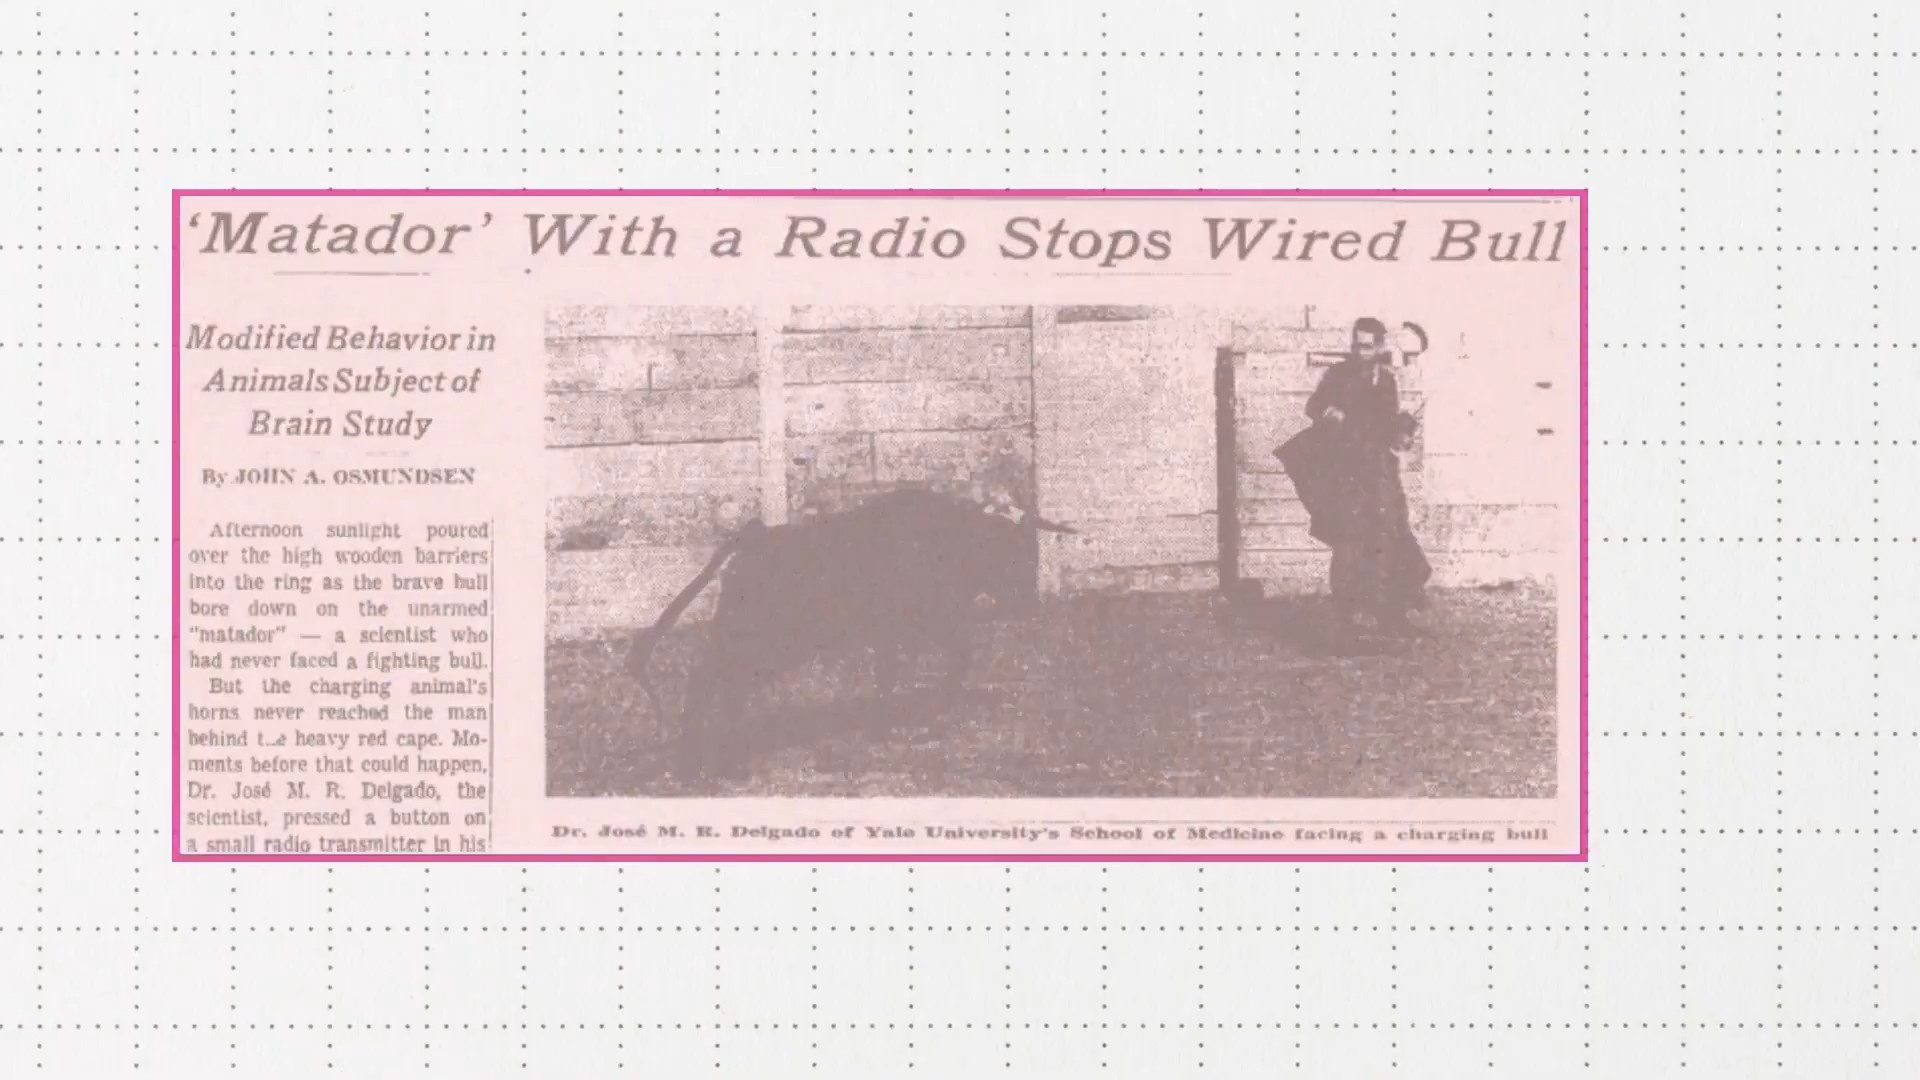 ‘Matador’ With a Radio Stops Wired Bull
Modified Behavior in
Animals Subject of
Brain Study
By JOHN A. OSMUNDSEN
Afternoon sunlight poured
over the high wooden barriers
into the ring as the brave bull
bore down on the unarmed
"matador" — a scientist who
had never faced a fighting bull.
But the charging animal's
horns never reached the man
behind t..e heavy red cape. Mo-
ments before that could happen,
Dr. José M. R. Delgado, the
scientist, pressed a button on
a small radio transmitter in his
Dr. José M. R. Delgado of Yale University's School of Medicine facing a charging bull